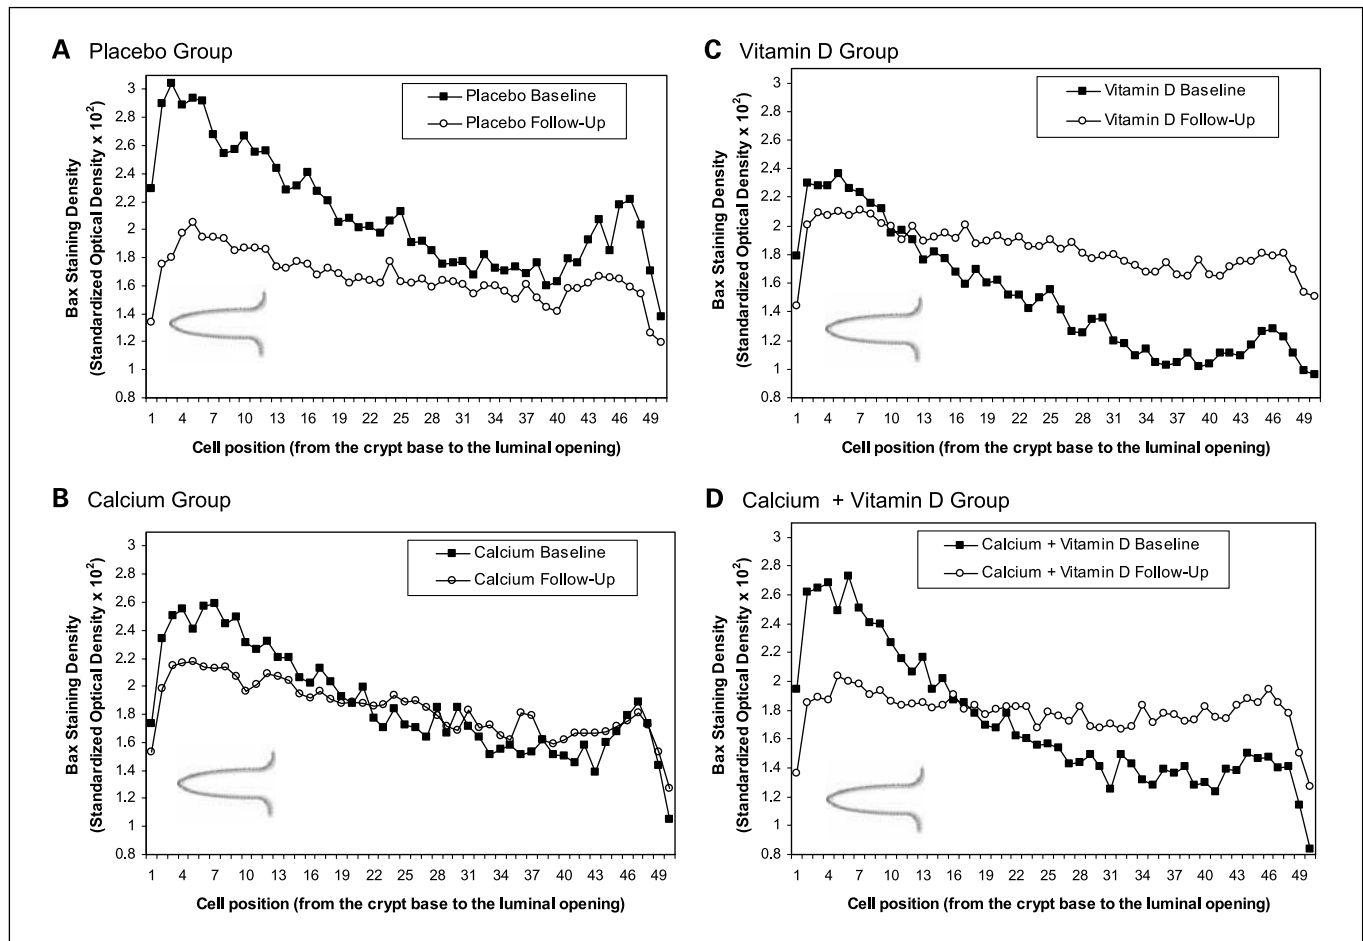 A Placebo Group
Bax Staining Density
(Standardized Optical Density x 10²)
3
2.8
2.6
2.4
2.2
2
1.8
1.6
1.4
1.2
1
0.8
Placebo Baseline
Placebo Follow-Up
1 4 7 10 13 16 19 22 25 28 31 34 37 40 43 46 49
Cell position (from the crypt base to the luminal opening)
B Calcium Group
Bax Staining Density
(Standardized Optical Density x 10²)
3
2.8
2.6
2.4
2.2
2
1.8
1.6
1.4
1.2
1
0.8
Calcium Baseline
Calcium Follow-Up
1 4 7 10 13 16 19 22 25 28 31 34 37 40 43 46 49
Cell position (from the crypt base to the luminal opening)
C Vitamin D Group
Bax Staining Density
(Standardized Optical Density x 10²)
3
2.8
2.6
2.4
2.2
2
1.8
1.6
1.4
1.2
1
0.8
Vitamin D Baseline
Vitamin D Follow-Up
1 4 7 10 13 16 19 22 25 28 31 34 37 40 43 46 49
Cell position (from the crypt base to the luminal opening)
D Calcium + Vitamin D Group
Bax Staining Density
(Standardized Optical Density x 10²)
3
2.8
2.6
2.4
2.2
2
1.8
1.6
1.4
1.2
1
0.8
Calcium + Vitamin D Baseline
Calcium + Vitamin D Follow-Up
1 4 7 10 13 16 19 22 25 28 31 34 37 40 43 46 49
Cell position (from the crypt base to the luminal opening)